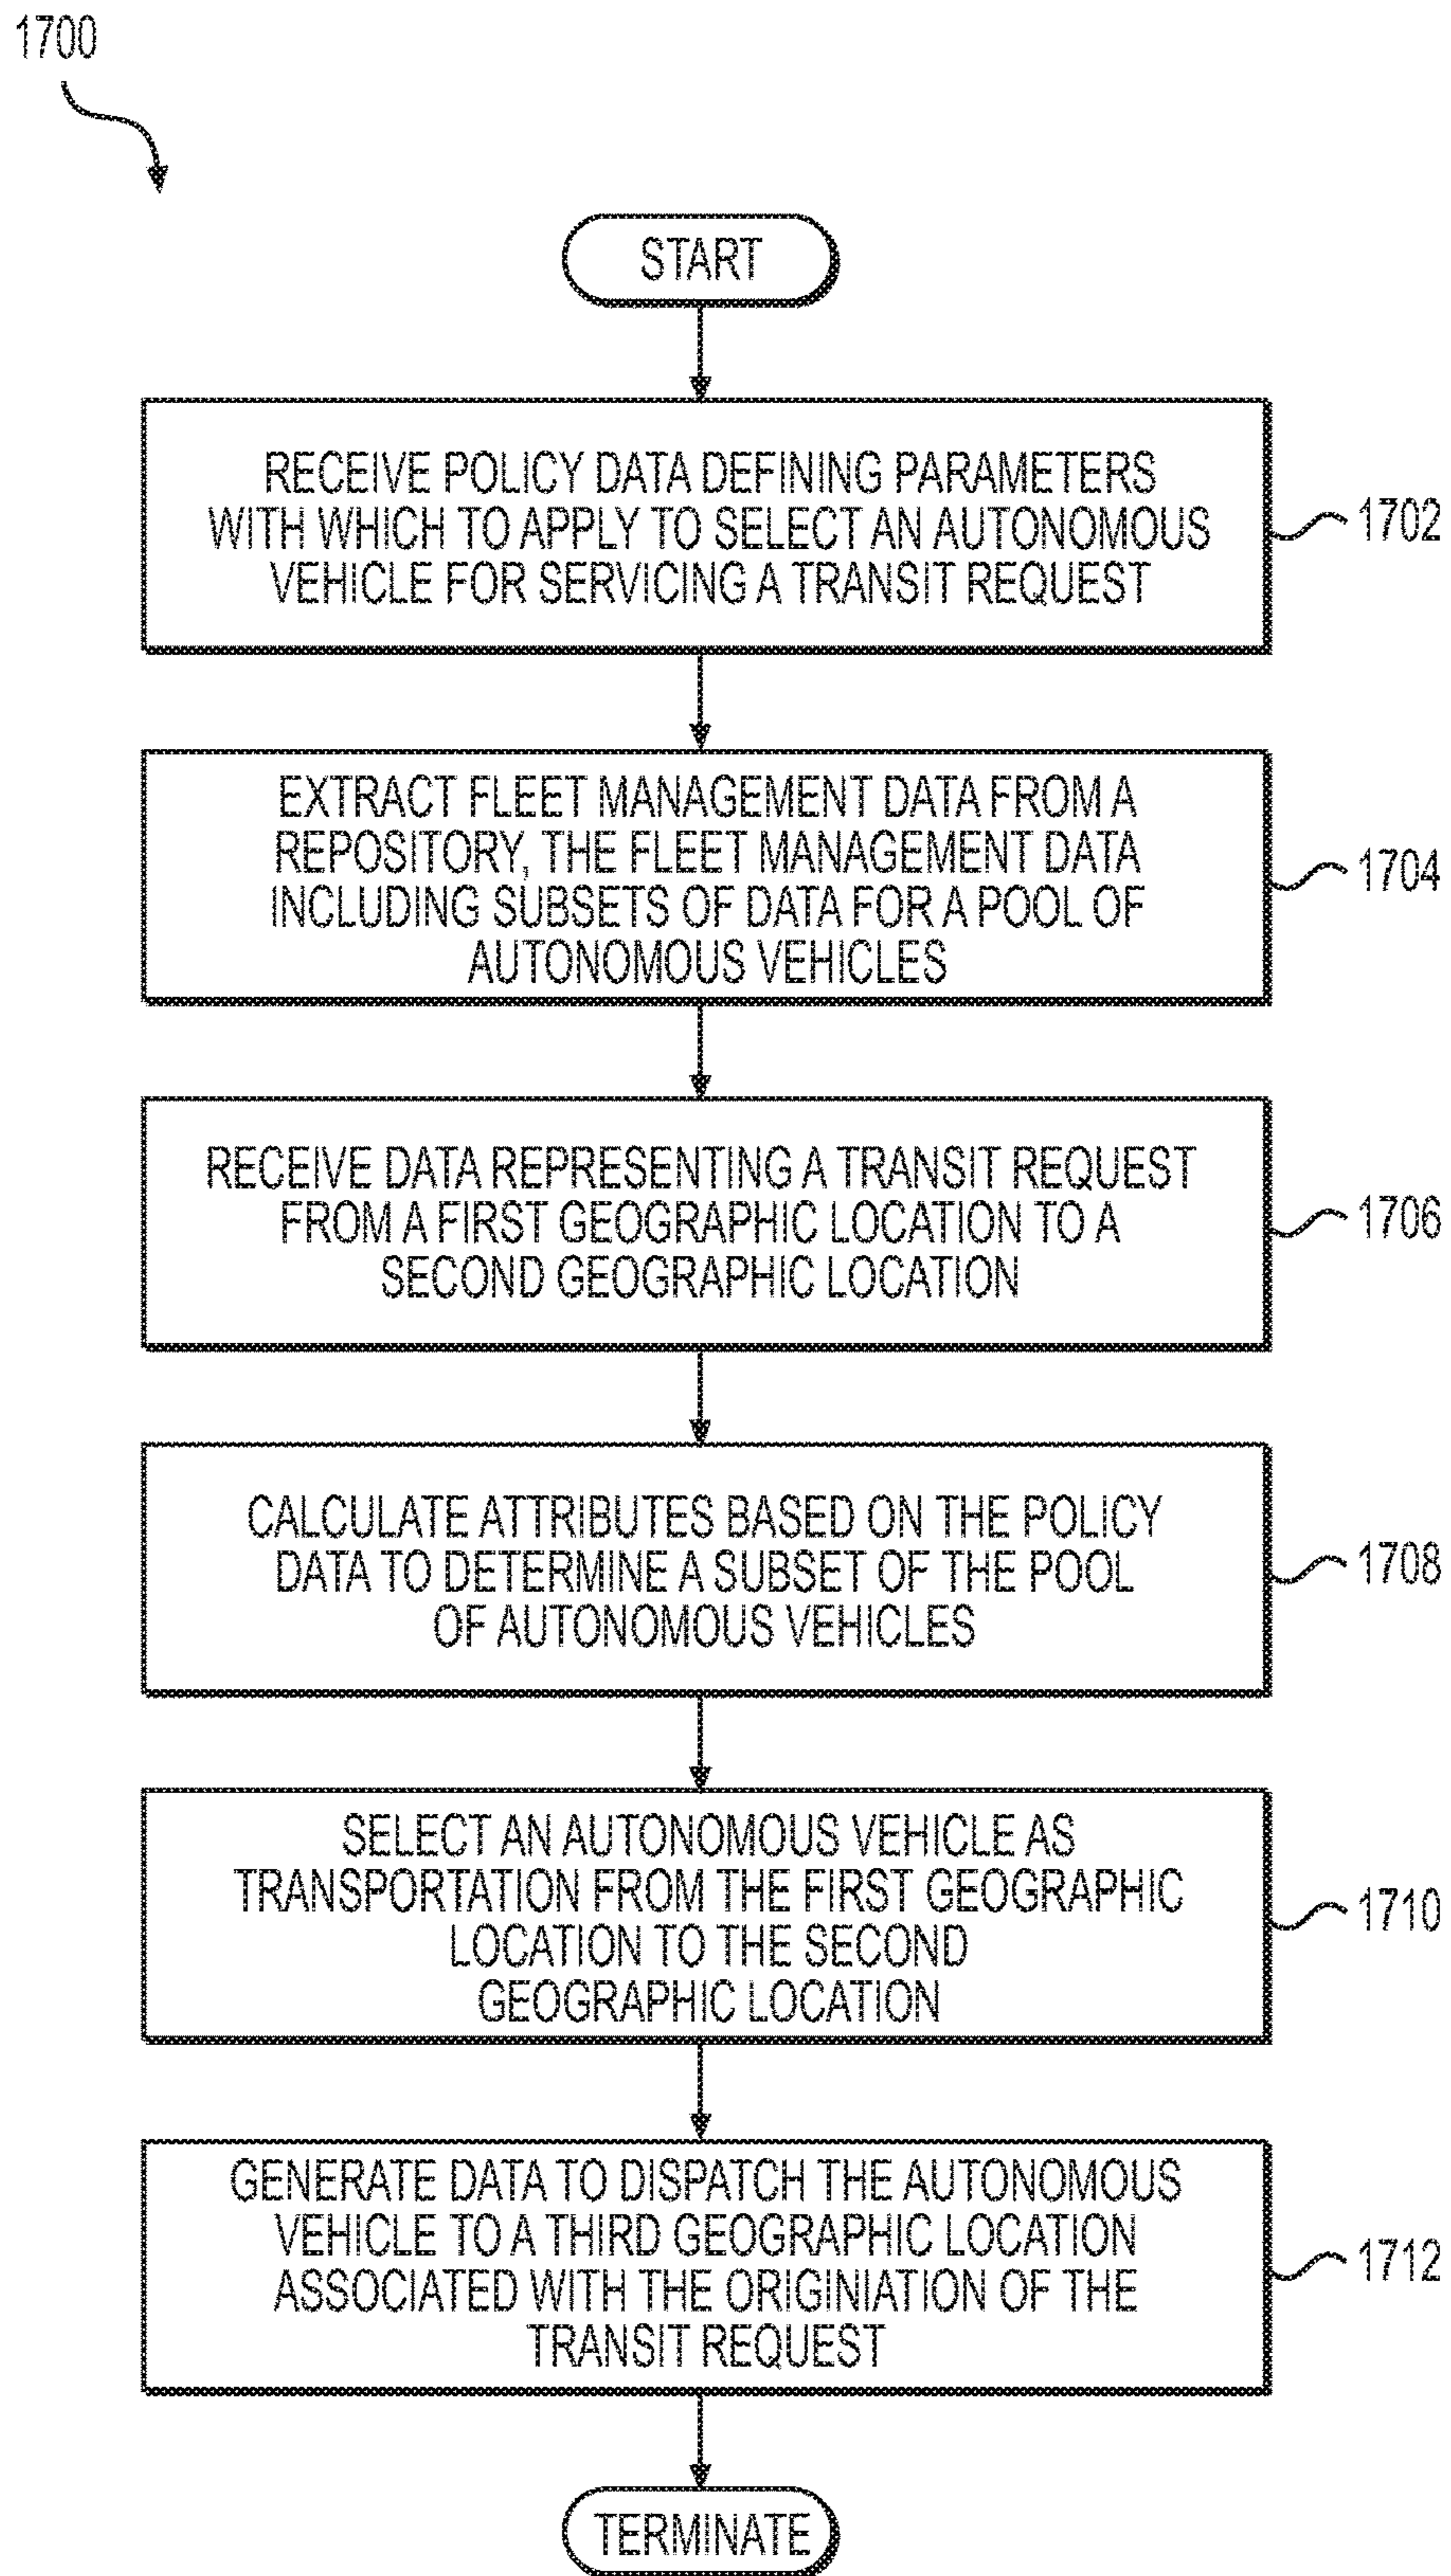 1700
START
RECEIVE POLICY DATA DEFINING PARAMETERS
WITH WHICH TO APPLY TO SELECT AN AUTONOMOUS
VEHICLE FOR SERVICING A TRANSIT REQUEST
1702
EXTRACT FLEET MANAGEMENT DATA FROM A
REPOSITORY, THE FLEET MANAGEMENT DATA
INCLUDING SUBSETS OF DATA FOR A POOL OF
AUTONOMOUS VEHICLES
1704
RECEIVE DATA REPRESENTING A TRANSIT REQUEST
FROM A FIRST GEOGRAPHIC LOCATION TO A
SECOND GEOGRAPHIC LOCATION
1706
CALCULATE ATTRIBUTES BASED ON THE POLICY
DATA TO DETERMINE A SUBSET OF THE POOL
OF AUTONOMOUS VEHICLES
1708
SELECT AN AUTONOMOUS VEHICLE AS
TRANSPORTATION FROM THE FIRST GEOGRAPHIC
LOCATION TO THE SECOND
GEOGRAPHIC LOCATION
1710
GENERATE DATA TO DISPATCH THE AUTONOMOUS
VEHICLE TO A THIRD GEOGRAPHIC LOCATION
ASSOCIATED WITH THE ORIGINIATION OF THE
TRANSIT REQUEST
1712
TERMINATE